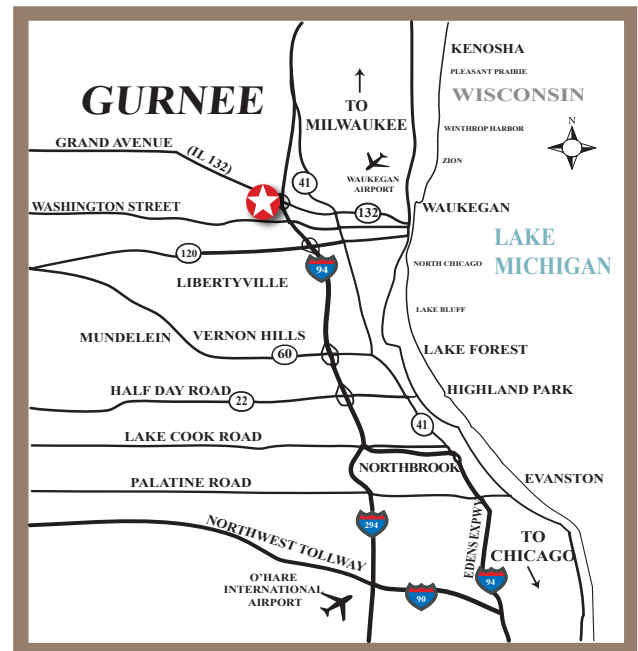 KENOSHA
PLEASANT PRAIRIE
GURNEE
WISCONSIN
TO
MILWAUKEE
WINTHROP HARBOR
N
GRAND AVENUE
(IL 132)
ZION
41
WAUKEGAN
AIRPORT
WASHINGTON STREET
132
WAUKEGAN
120
LAKE
MICHIGAN
94
NORTH CHICAGO
LIBERTYVILLE
LAKE BLUFF
MUNDELEIN
VERNON HILLS
60
LAKE FOREST
HALF DAY ROAD
22
HIGHLAND PARK
41
LAKE COOK ROAD
NORTHBROOK
EVANSTON
PALATINE ROAD
294
NORTHWEST TOLLWAY
EDENS EXPWY
TO
CHICAGO
O'HARE
INTERNATIONAL
AIRPORT
94
90